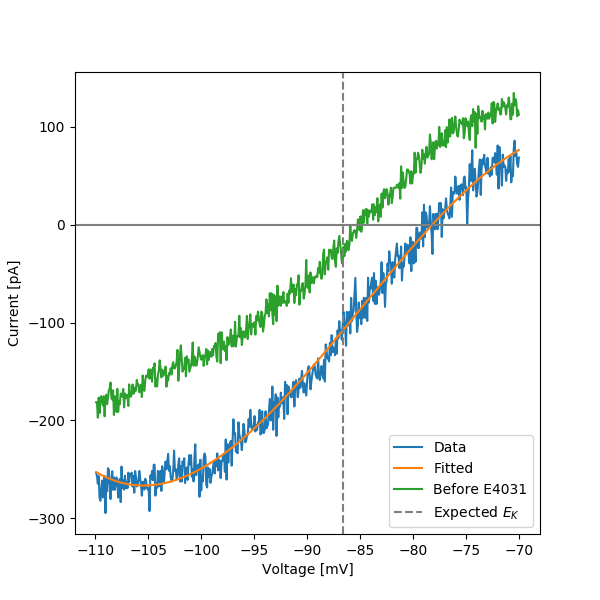 100
0
−100
−200
−300
Current [pA]
−110 −105 −100 −95 −90 −85 −80 −75 −70
Voltage [mV]
Data
Fitted
Before E4031
Expected E_K